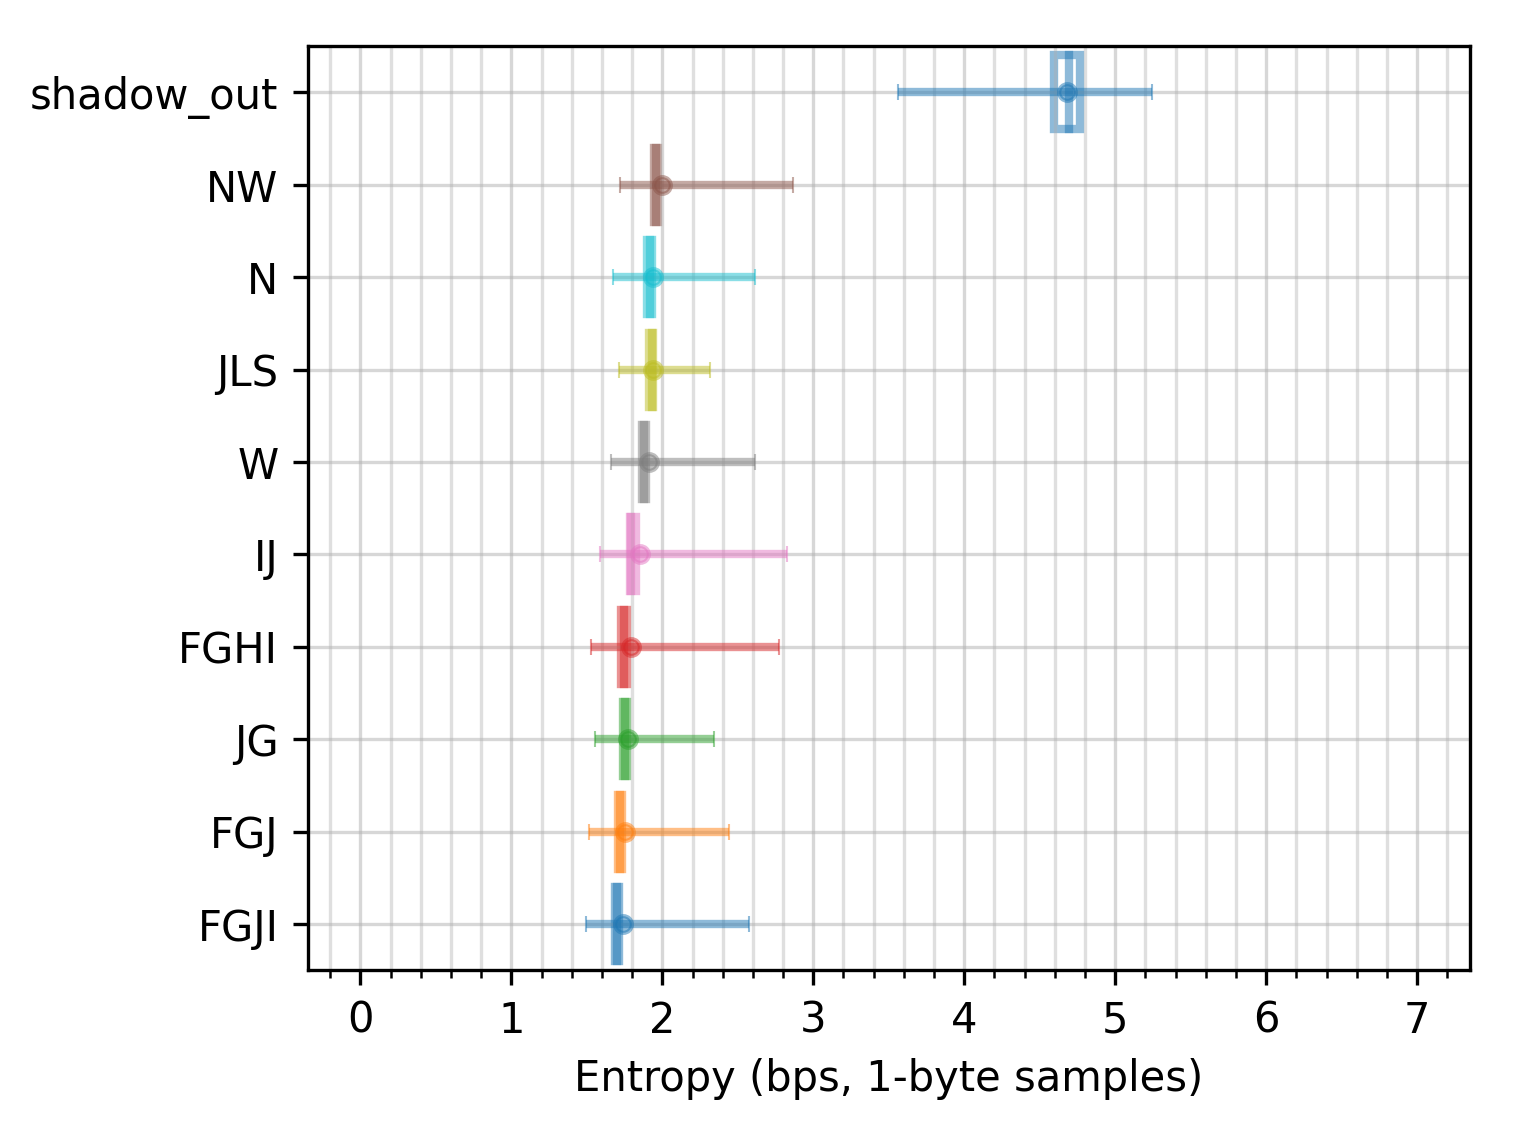 shadow_out
NW
N
JLS
W
IJ
FGHI
JG
FGJ
FGJI
0 1 2 3 4 5 6 7
Entropy (bps, 1-byte samples)